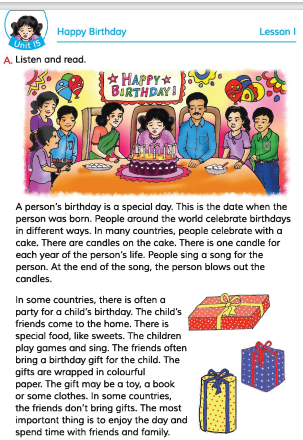 Unit 15
Happy Birthday
Lesson 1
A. Listen and read.
HAPPY
BIRTHDAY!
A person's birthday is a special day. This is the date when the
person was born. People around the world celebrate birthdays
in different ways. In many countries, people celebrate with a
cake. There are candles on the cake. There is one candle for
each year of the person's life. People sing a song for the
person. At the end of the song, the person blows out the
candles.
In some countries, there is often a
party for a child's birthday. The child's
friends come to the home. There is
special food, like sweets. The children
play games and sing. The friends often
bring a birthday gift for the child. The
gifts are wrapped in colourful
paper. The gift may be a toy, a book
or some clothes. In some countries,
the friends don't bring gifts. The most
important thing is to enjoy the day and
spend time with friends and family.